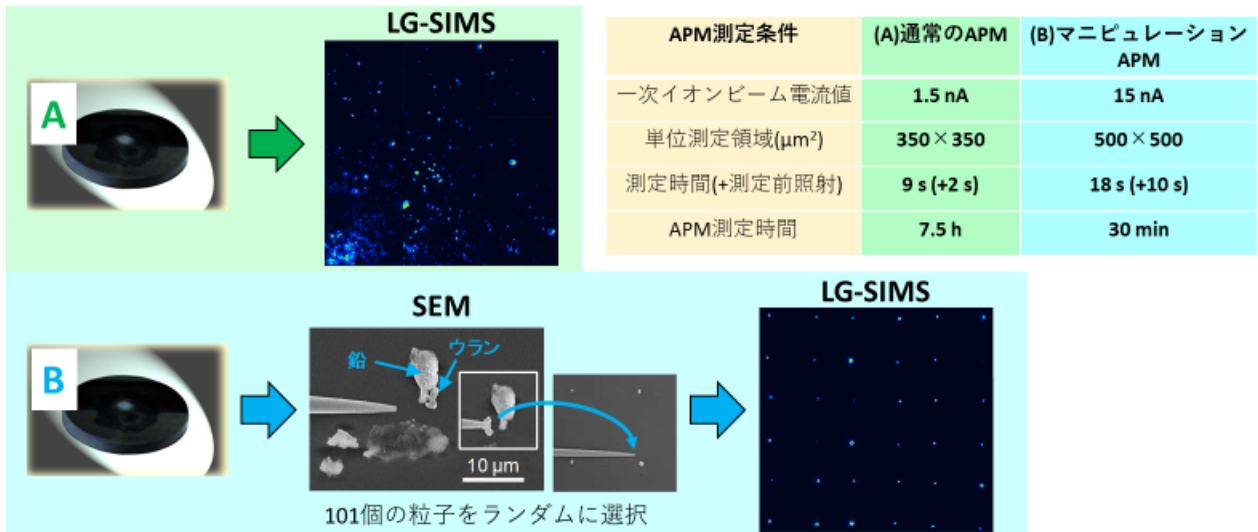 LG-SIMS
A
APM測定条件
(A)通常のAPM
(B)マニピュレーション
APM
一次イオンビーム電流値
1.5 nA
15 nA
単位測定領域(μm²)
350×350
500×500
測定時間(+測定前照射)
9 s (+2 s)
18 s (+10 s)
APM測定時間
7.5 h
30 min
SEM
LG-SIMS
B
鉛
ウラン
10 μm
101個の粒子をランダムに選択